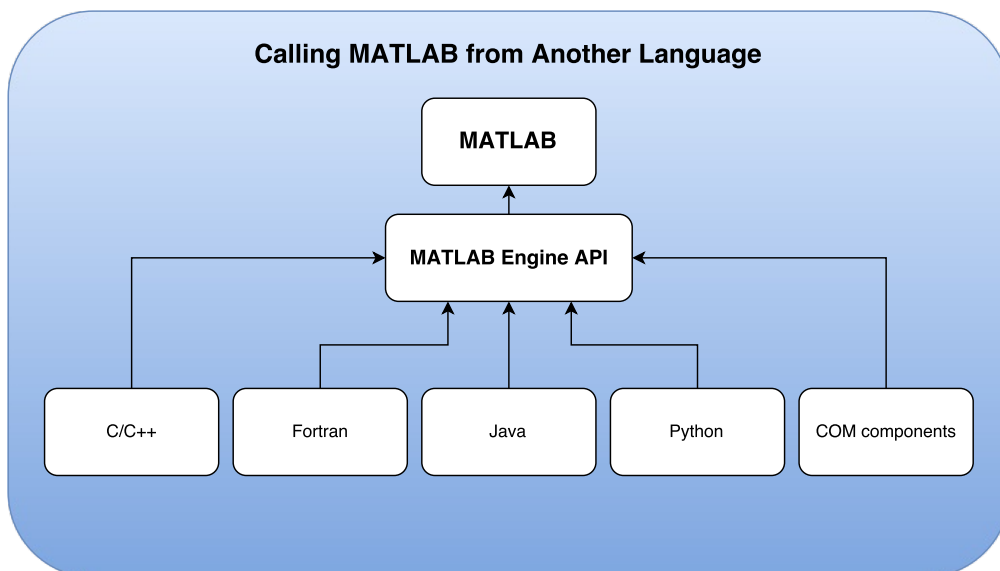 Calling MATLAB from Another Language
MATLAB
MATLAB Engine API
C/C++
Fortran
Java
Python
COM components